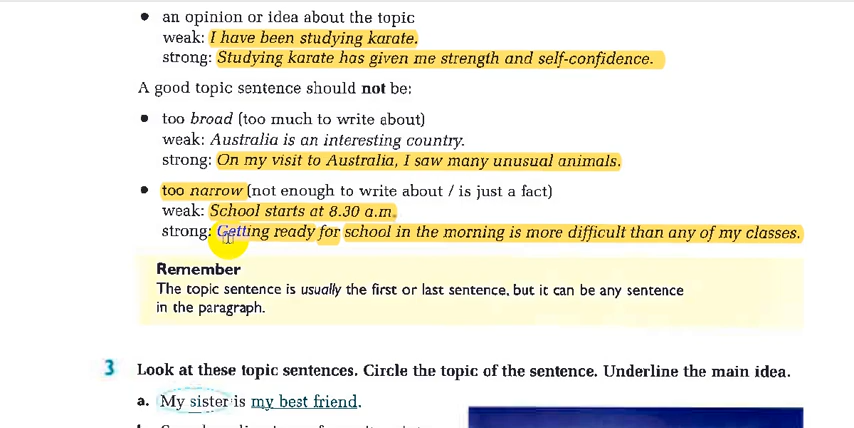 • an opinion or idea about the topic
weak: I have been studying karate.
strong: Studying karate has given me strength and self-confidence.
A good topic sentence should not be:
• too broad (too much to write about)
weak: Australia is an interesting country.
strong: On my visit to Australia, I saw many unusual animals.
• too narrow (not enough to write about / is just a fact)
weak: School starts at 8.30 a.m.
strong: Getting ready for school in the morning is more difficult than any of my classes.
Remember
The topic sentence is usually the first or last sentence, but it can be any sentence
in the paragraph.
3 Look at these topic sentences. Circle the topic of the sentence. Underline the main idea.
a. My sister is my best friend.